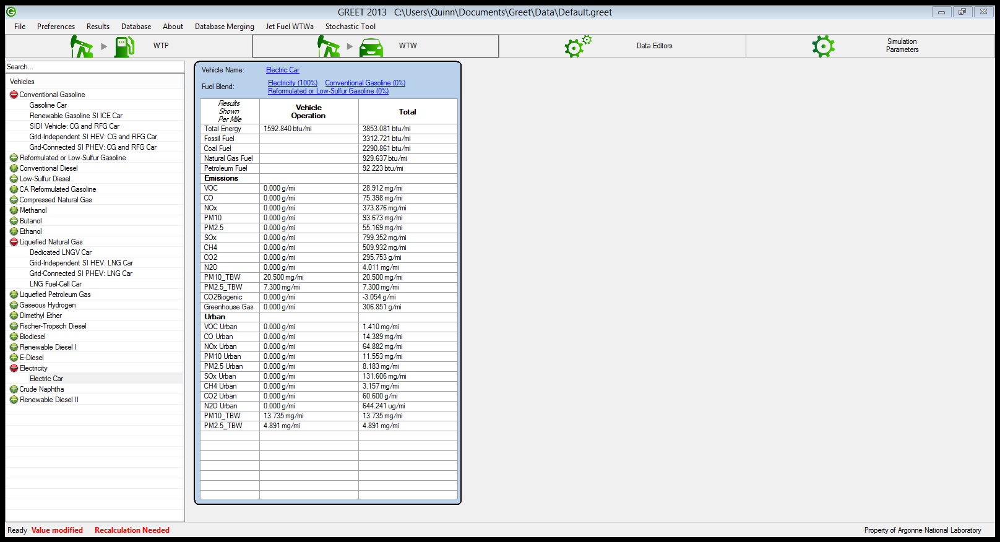 GREET 2013 C:\Users\Quinn\Documents\Greet\Data\Default.greet
File Preferences Results Database About Database Merging Jet Fuel WTWa Stochastic Tool
WTP
WTW
Data Editors
Simulation
Parameters
Search...
Vehicles
Conventional Gasoline
Gasoline Car
Renewable Gasoline SI ICE Car
SIDI Vehicle: CG and RFG Car
Grid-Independent SI HEV: CG and RFG Car
Grid-Connected SI PHEV: CG and RFG Car
Reformulated or Low-Sulfur Gasoline
Conventional Diesel
Low-Sulfur Diesel
CA Reformulated Gasoline
Compressed Natural Gas
Methanol
Butanol
Ethanol
Liquefied Natural Gas
Dedicated LNGV Car
Grid-Independent SI HEV: LNG Car
Grid-Connected SI PHEV: LNG Car
LNG Fuel-Cell Car
Liquefied Petroleum Gas
Gaseous Hydrogen
Dimethyl Ether
Fischer-Tropsch Diesel
Biodiesel
Renewable Diesel I
E-Diesel
Electricity
Electric Car
Crude Naphtha
Renewable Diesel II
Vehicle Name: Electric Car
Fuel Blend: Electricity (100%) Conventional Gasoline (0%)
Reformulated or Low-Sulfur Gasoline (0%)
Results
Shown
Per Mile
Vehicle
Operation
Total
Total Energy 1592.840 btu/mi 3853.081 btu/mi
Fossil Fuel 3312.721 btu/mi
Coal Fuel 2290.861 btu/mi
Natural Gas Fuel 929.637 btu/mi
Petroleum Fuel 92.223 btu/mi
Emissions
VOC 0.000 g/mi 28.912 mg/mi
CO 0.000 g/mi 75.398 mg/mi
NOx 0.000 g/mi 373.876 mg/mi
PM10 0.000 g/mi 93.673 mg/mi
PM2.5 0.000 g/mi 55.169 mg/mi
SOx 0.000 g/mi 799.352 mg/mi
CH4 0.000 g/mi 509.932 mg/mi
CO2 0.000 g/mi 295.753 g/mi
N2O 0.000 g/mi 4.011 mg/mi
PM10_TBW 20.500 mg/mi 20.500 mg/mi
PM2.5_TBW 7.300 mg/mi 7.300 mg/mi
CO2Biogenic 0.000 g/mi -3.054 g/mi
Greenhouse Gas 0.000 g/mi 306.851 g/mi
Urban
VOC Urban 0.000 g/mi 1.410 mg/mi
CO Urban 0.000 g/mi 14.389 mg/mi
NOx Urban 0.000 g/mi 64.882 mg/mi
PM10 Urban 0.000 g/mi 11.553 mg/mi
PM2.5 Urban 0.000 g/mi 8.183 mg/mi
SOx Urban 0.000 g/mi 131.606 mg/mi
CH4 Urban 0.000 g/mi 3.157 mg/mi
CO2 Urban 0.000 g/mi 60.600 g/mi
N2O Urban 0.000 g/mi 644.241 ug/mi
PM10_TBW 13.735 mg/mi 13.735 mg/mi
PM2.5_TBW 4.891 mg/mi 4.891 mg/mi
Ready Value modified Recalculation Needed
Property of Argonne National Laboratory